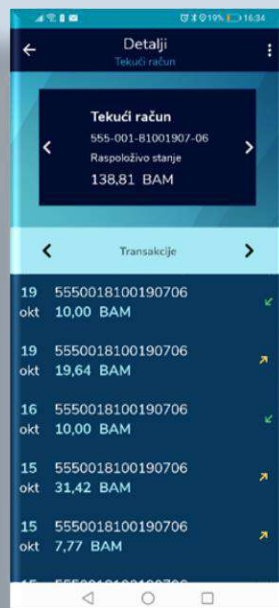 19% 16:34
Detalji
Tekući račun
Tekući račun
555-001-81001907-06
Raspoloživo stanje
138,81 BAM
Transakcije
19 5550018100190706
okt 10,00 BAM
19 5550018100190706
okt 19,64 BAM
16 5550018100190706
okt 10,00 BAM
15 5550018100190706
okt 31,42 BAM
15 5550018100190706
okt 7,77 BAM